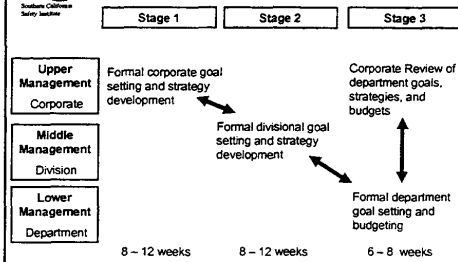 Southern California
Safety Institute
Stage 1
Stage 2
Stage 3
Upper
Management
Corporate
Formal corporate goal
setting and strategy
development
Corporate Review of
department goals,
strategies, and
budgets
Middle
Management
Division
Formal divisional goal
setting and strategy
development
Lower
Management
Department
Formal department
goal setting and
budgeting
8 – 12 weeks
8 – 12 weeks
6 – 8 weeks